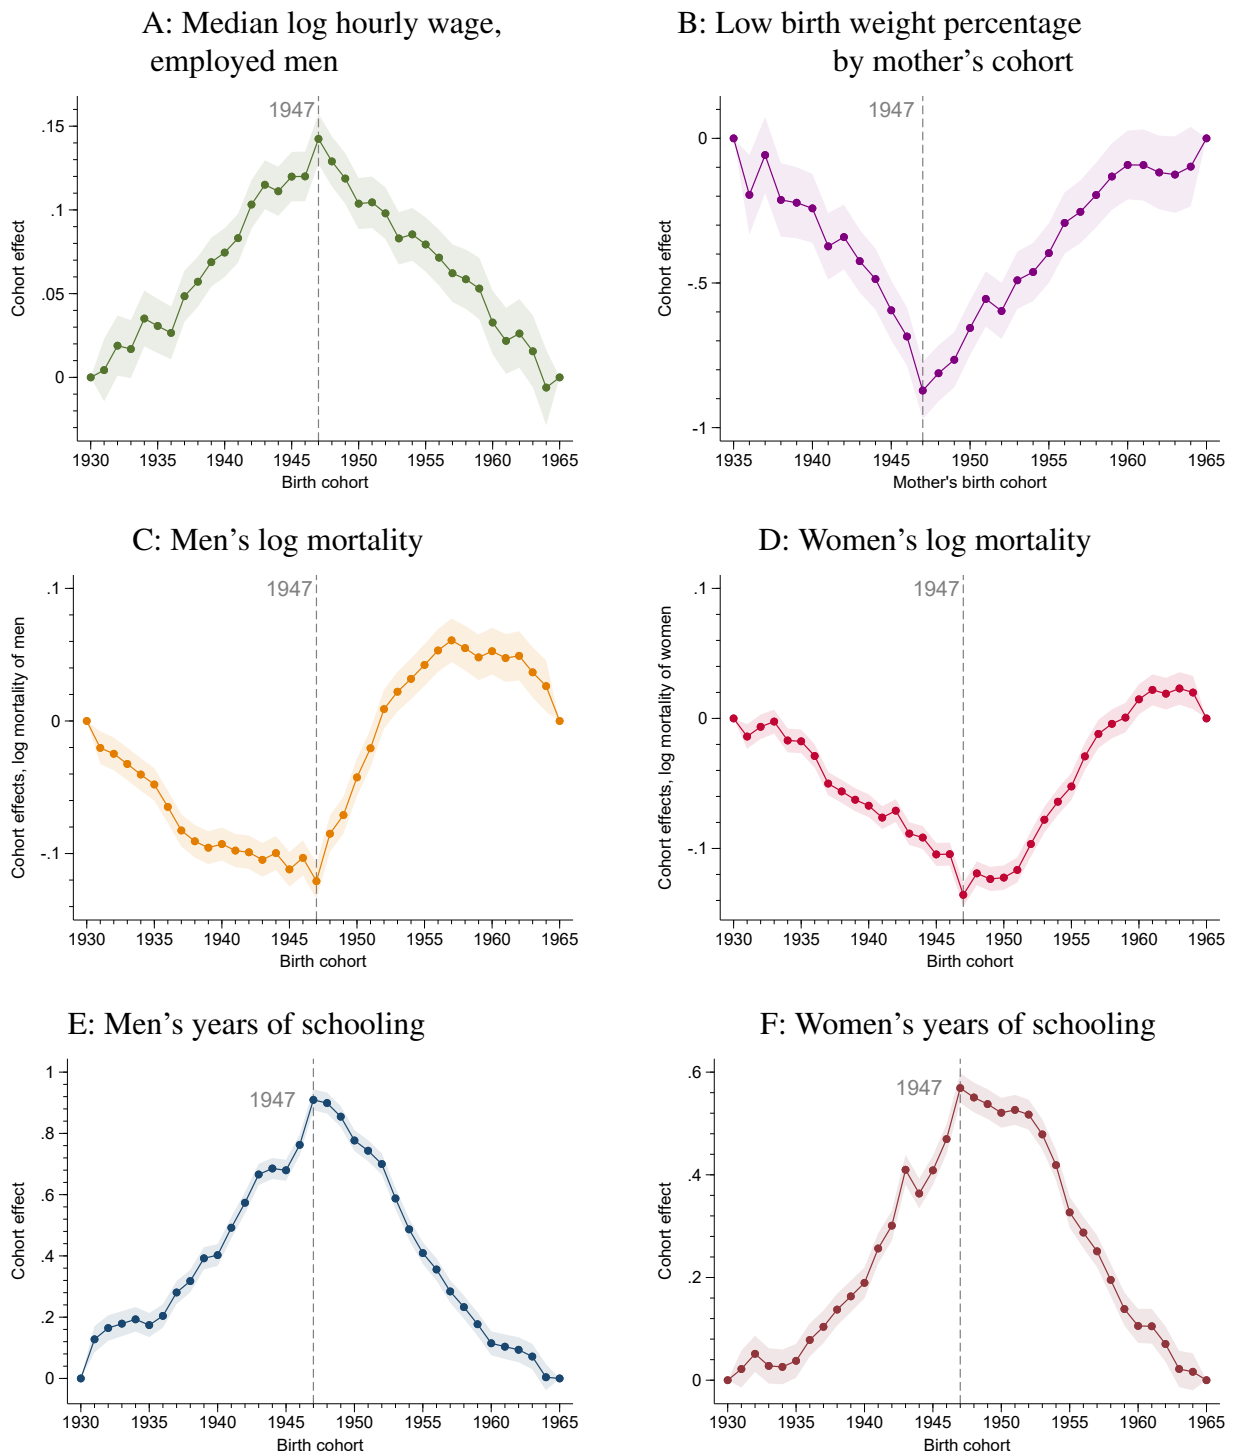 A: Median log hourly wage,
employed men
1947
.15
.1
.05
0
Cohort effect
1930 1935 1940 1945 1950 1955 1960 1965
Birth cohort
B: Low birth weight percentage
by mother's cohort
1947
0
-.5
-1
Cohort effect
1935 1940 1945 1950 1955 1960 1965
Mother's birth cohort
C: Men's log mortality
1947
.1
0
-.1
Cohort effects, log mortality of men
1930 1935 1940 1945 1950 1955 1960 1965
Birth cohort
D: Women's log mortality
1947
.1
0
-.1
Cohort effects, log mortality of women
1930 1935 1940 1945 1950 1955 1960 1965
Birth cohort
E: Men's years of schooling
1947
1
.8
.6
.4
.2
0
Cohort effect
1930 1935 1940 1945 1950 1955 1960 1965
Birth cohort
F: Women's years of schooling
1947
.6
.4
.2
0
Cohort effect
1930 1935 1940 1945 1950 1955 1960 1965
Birth cohort